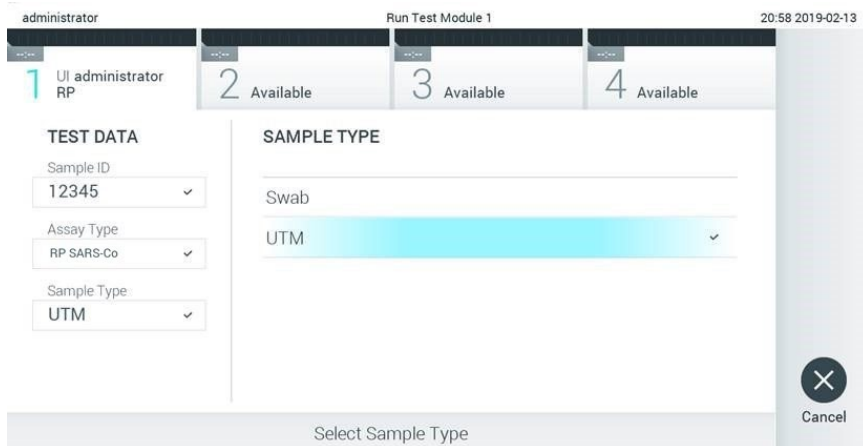 administrator Run Test Module 1 20:58 2019-02-13
--:-- --:-- --:-- --:--
1 UI administrator
RP
2 Available
3 Available
4 Available
TEST DATA
Sample ID
12345
Assay Type
RP SARS-Co
Sample Type
UTM
SAMPLE TYPE
Swab
UTM
Cancel
Select Sample Type